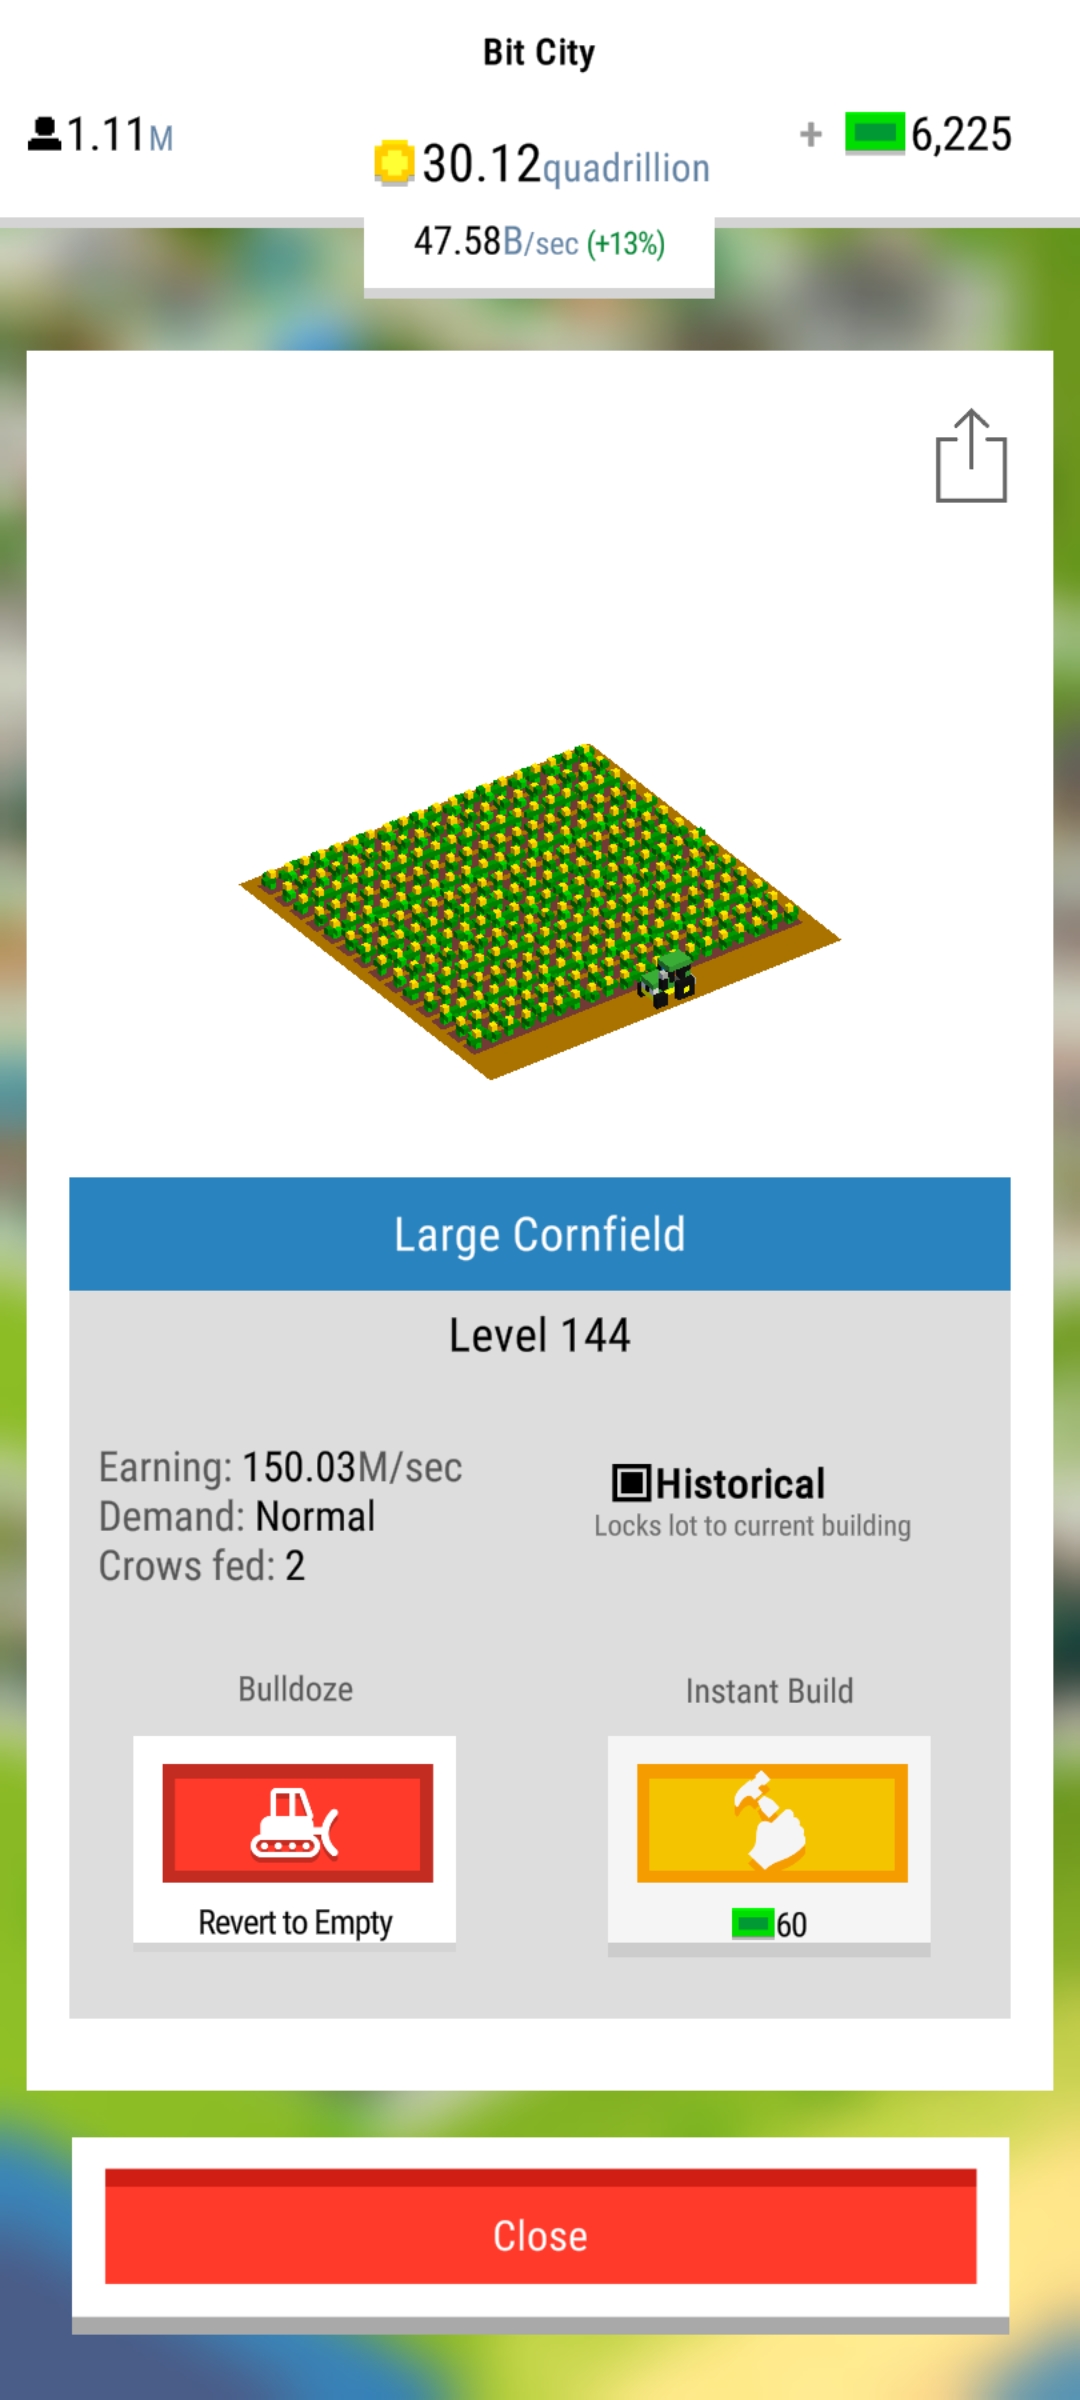 Bit City
1.11M
30.12quadrillion
+ 6,225
47.58B/sec (+13%)
Large Cornfield
Level 144
Earning: 150.03M/sec
Demand: Normal
Crows fed: 2
Historical
Locks lot to current building
Bulldoze
Instant Build
Revert to Empty
60
Close